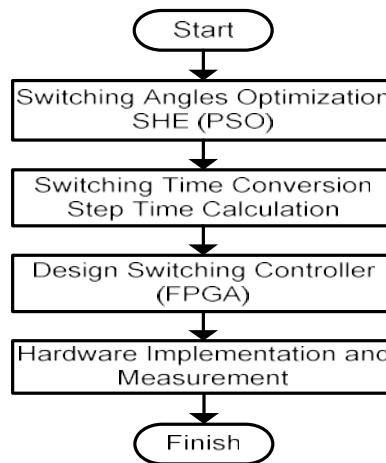 Start
Switching Angles Optimization
SHE (PSO)
Switching Time Conversion
Step Time Calculation
Design Switching Controller
(FPGA)
Hardware Implementation and
Measurement
Finish